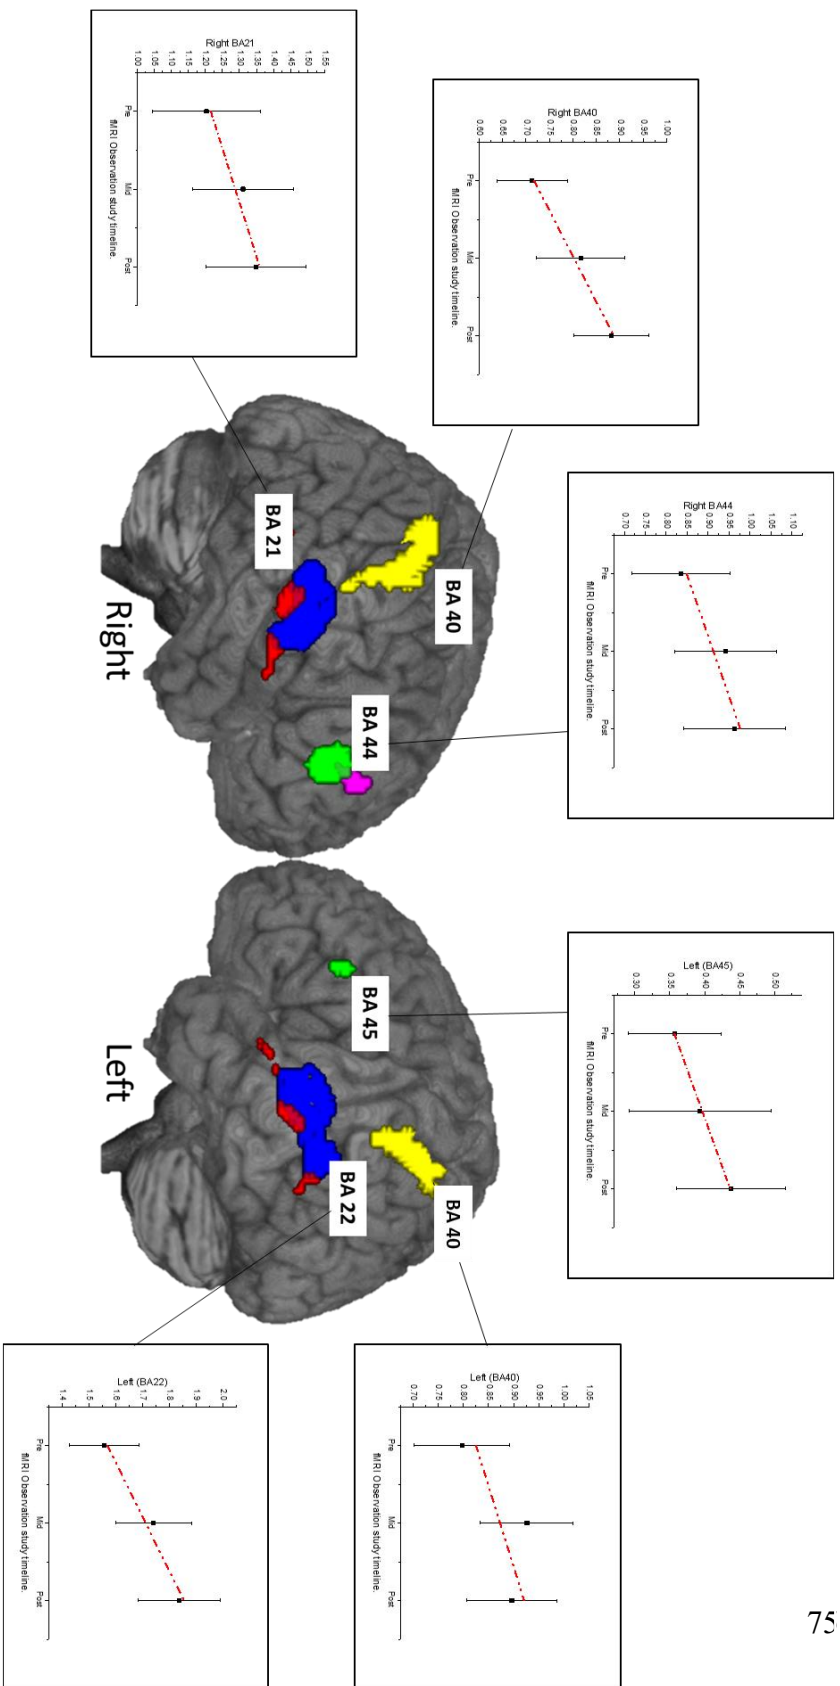 Right BA44
1.10
1.05
1.00
0.95
0.90
0.85
0.80
0.75
0.70
Pre Mid Post
fMRI Observation study timeline.
Left (BA45)
0.50
0.44
0.40
0.35
0.30
Pre Mid Post
fMRI Observation study timeline.
Right BA40
1.00
0.95
0.90
0.85
0.80
0.75
0.70
0.65
0.60
Pre Mid Post
fMRI Observation study timeline.
Left (BA40)
1.05
1.00
0.95
0.90
0.85
0.80
0.75
0.70
Pre Mid Post
fMRI Observation study timeline.
Right BA21
1.55
1.50
1.45
1.40
1.35
1.30
1.25
1.20
1.15
1.10
1.05
1.00
Pre Mid Post
fMRI Observation study timeline.
Left (BA22)
2.0
1.9
1.8
1.7
1.6
1.5
1.4
Pre Mid Post
fMRI Observation study timeline.
BA 40
BA 44
BA 21
Right
BA 40
BA 45
BA 22
Left